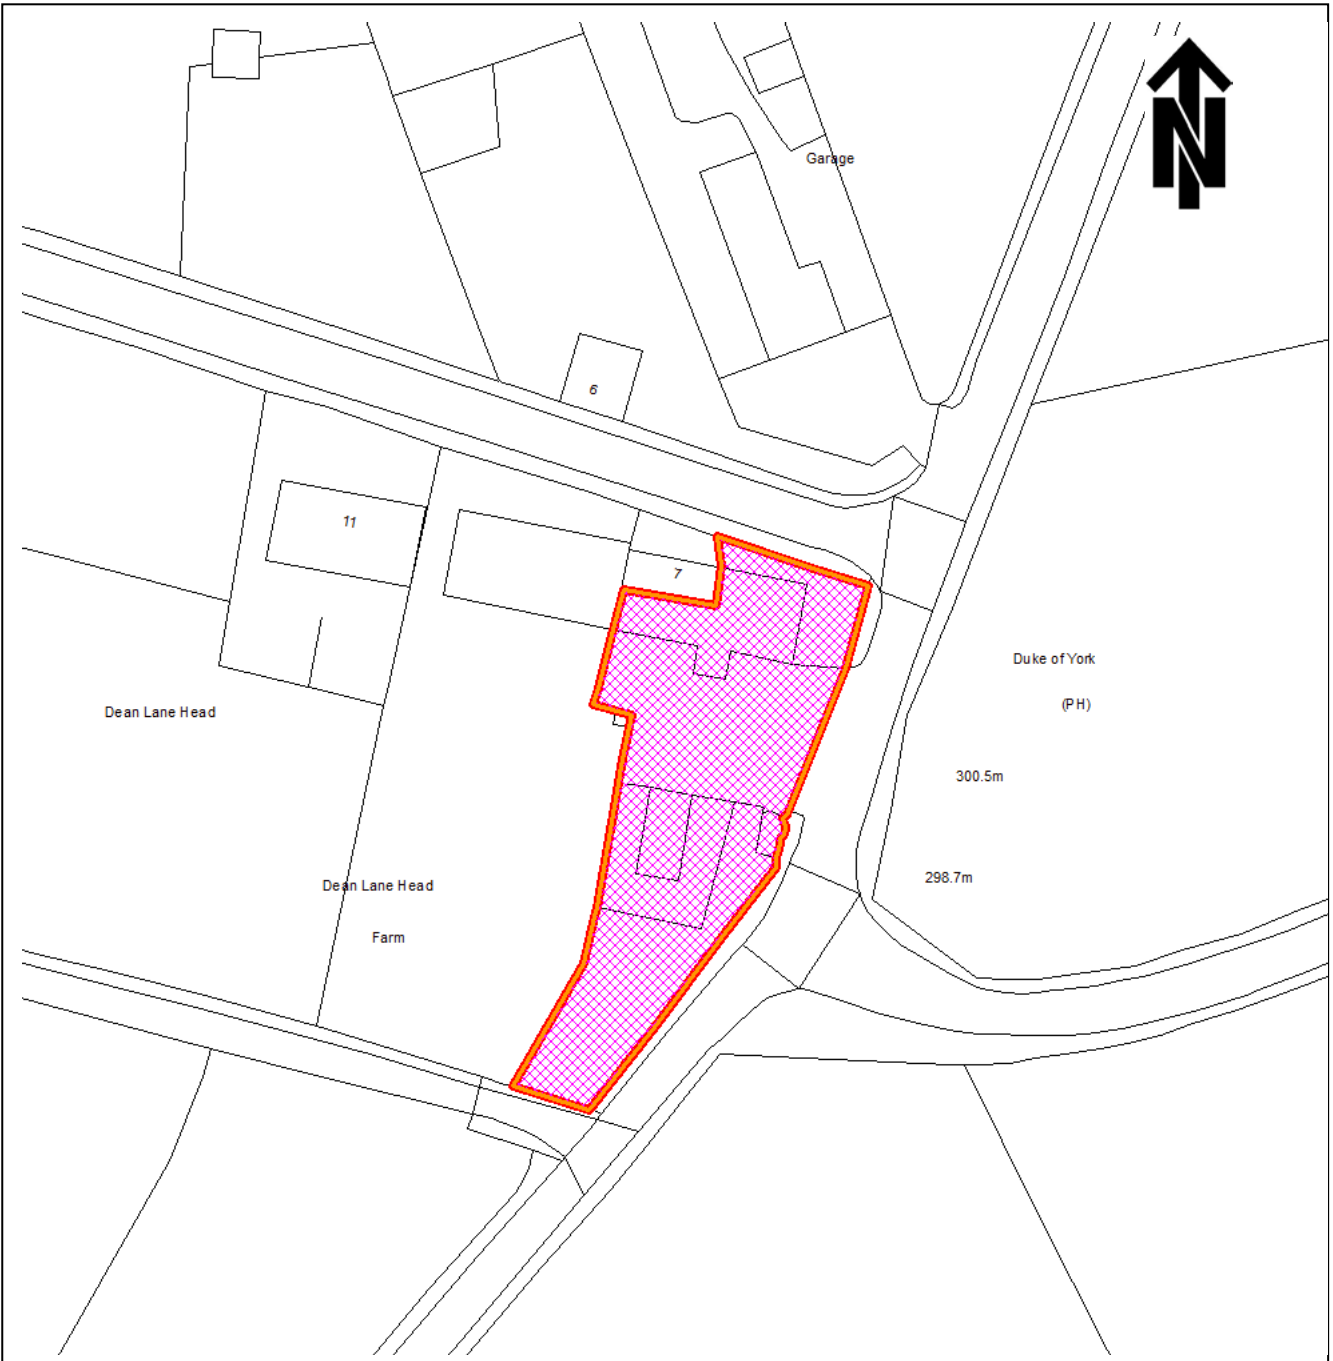 N
Garage
6
11
7
Duke of York
(PH)
Dean Lane Head
300.5m
298.7m
Dean Lane Head
Farm